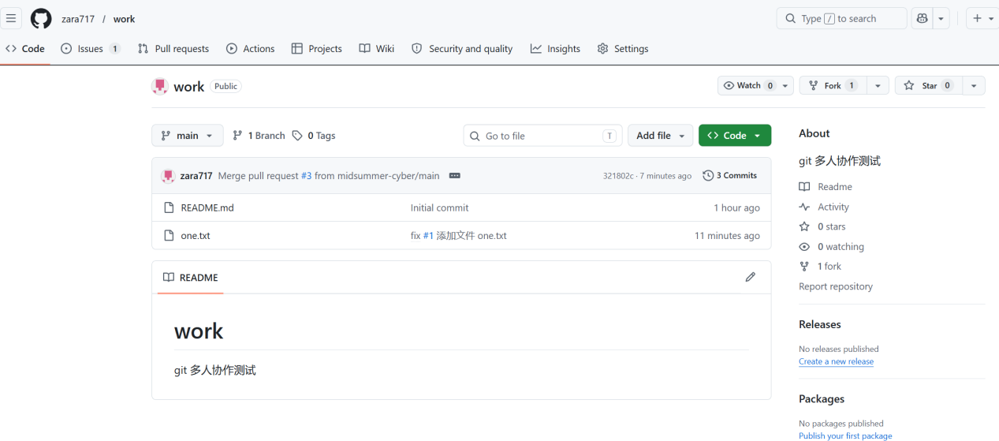 zara717 / work
Type / to search
Code Issues 1 Pull requests Actions Projects Wiki Security and quality Insights Settings
work Public
Watch 0 Fork 1 Star 0
main 1 Branch 0 Tags Go to file T Add file Code
zara717 Merge pull request #3 from midsummer-cyber/main 321802c · 7 minutes ago 3 Commits
README.md Initial commit 1 hour ago
one.txt fix #1 添加文件 one.txt 11 minutes ago
README
work
git 多人协作测试
About
git 多人协作测试
Readme
Activity
0 stars
0 watching
1 fork
Report repository
Releases
No releases published
Create a new release
Packages
No packages published
Publish your first package